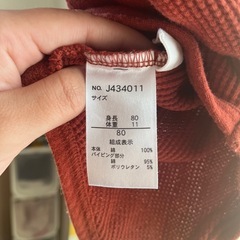 NO. J434011
サイズ
身長 80
体重 11
80
組成表示
本体 綿 100%
パイピング部分
綿 95%
ポリウレタン 5%